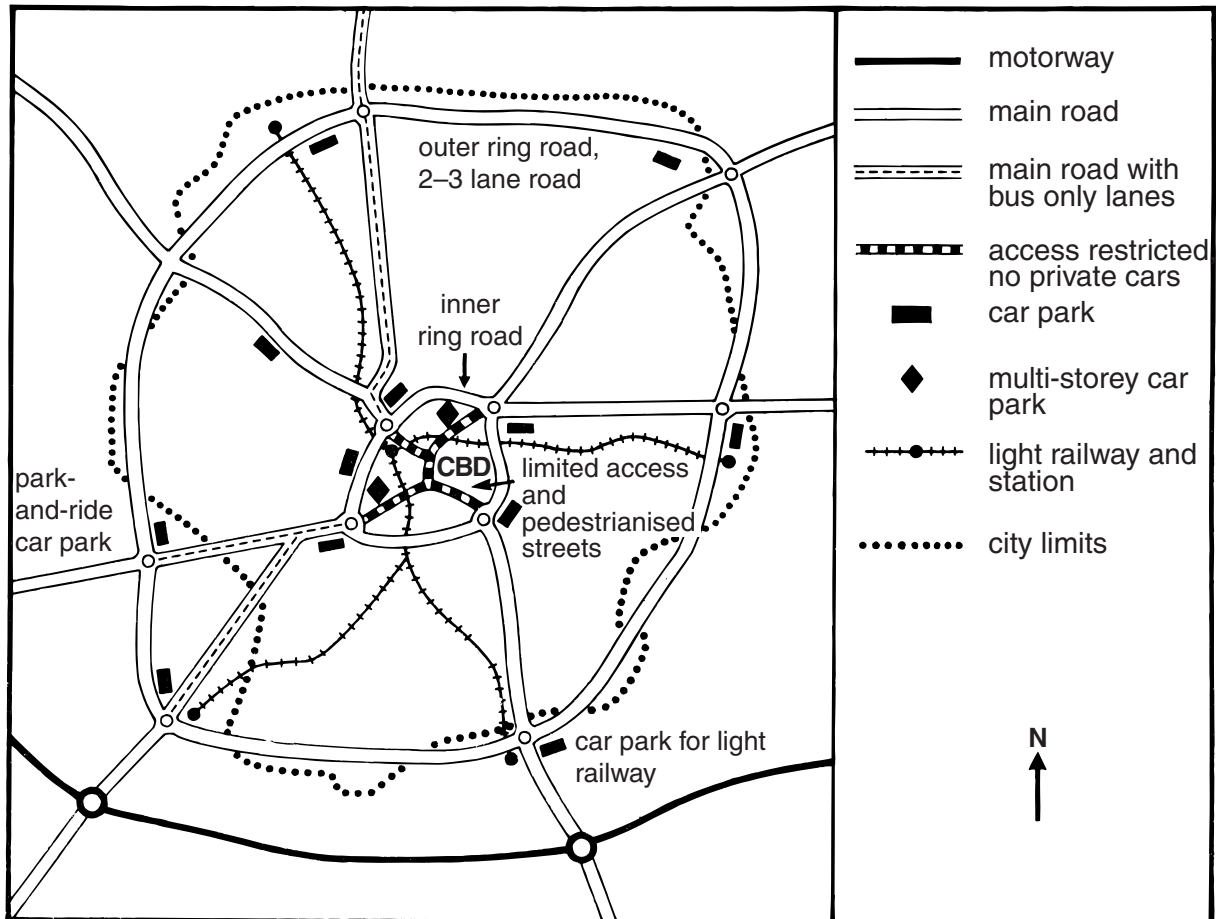 outer ring road,
2–3 lane road
inner
ring road
park-
and-ride
car park
CBD
limited access
and
pedestrianised
streets
car park for light
railway
motorway
main road
main road with
bus only lanes
access restricted
no private cars
car park
multi-storey car
park
light railway and
station
city limits
N